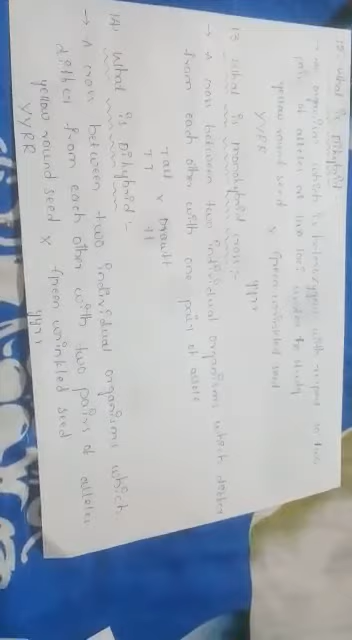 12. What is Dihybrid
→ An organism which is homozygous with respect to two
pair of alleles at two loci under the study
yellow round seed x Green wrinkled seed
YYRR yyrr
13. What is monohybrid cross:-
→ A cross between two individual organisms which differ
from each other with one pair of allele
Tall x Dwarf
TT tt
14. What is Dihybrid :-
→ A cross between two individual organisms which
differ from each other with two pairs of alleles
yellow round seed x Green wrinkled seed
YYRR yyrr